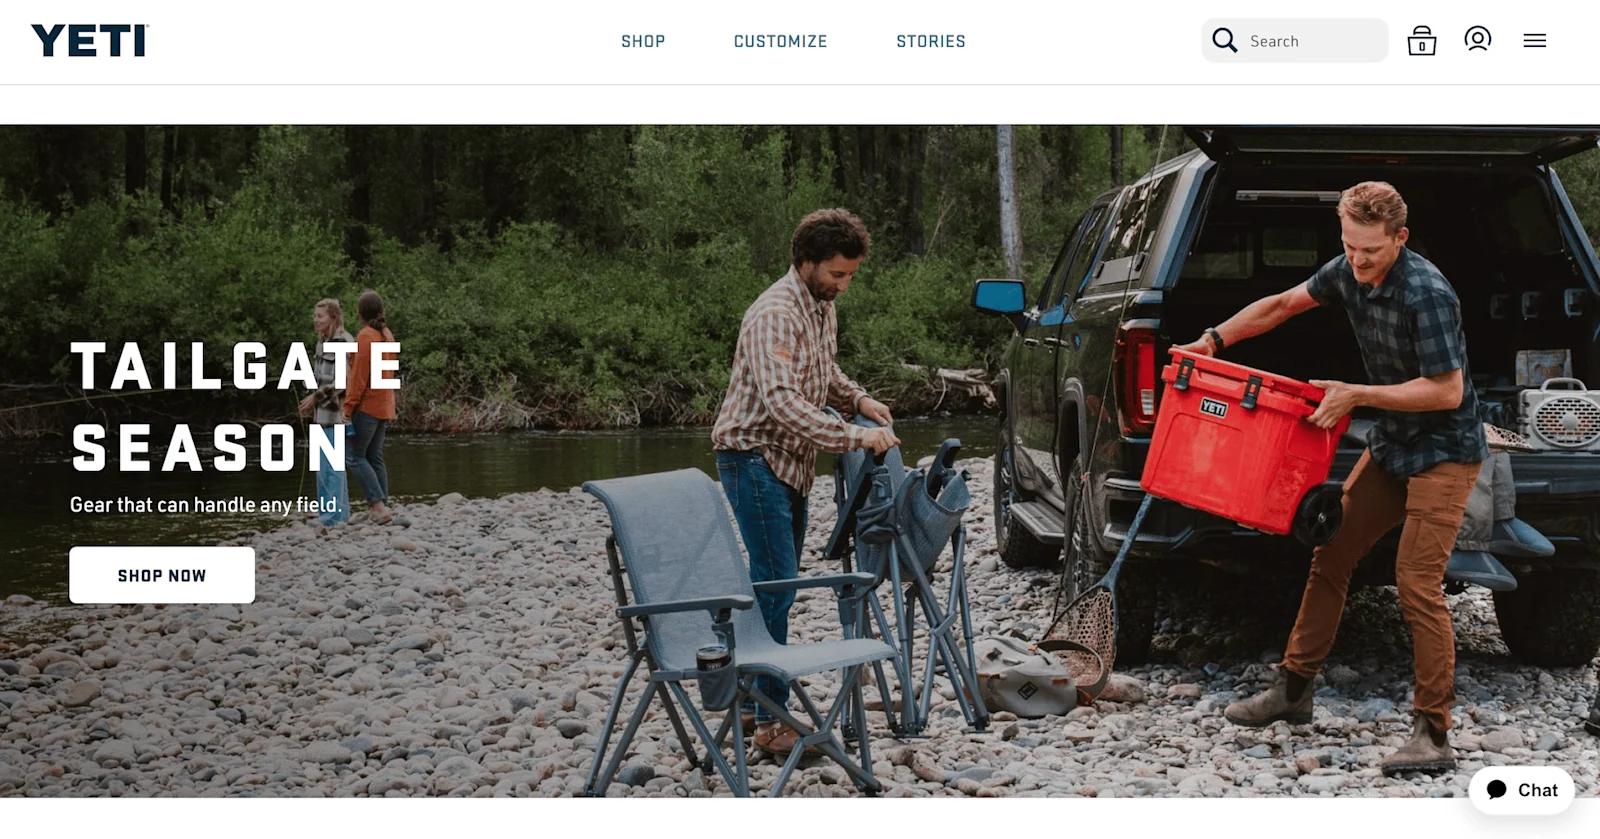 YETI
SHOP
CUSTOMIZE
STORIES
Search
0
TAILGATE
SEASON
Gear that can handle any field.
SHOP NOW
YETI
Chat